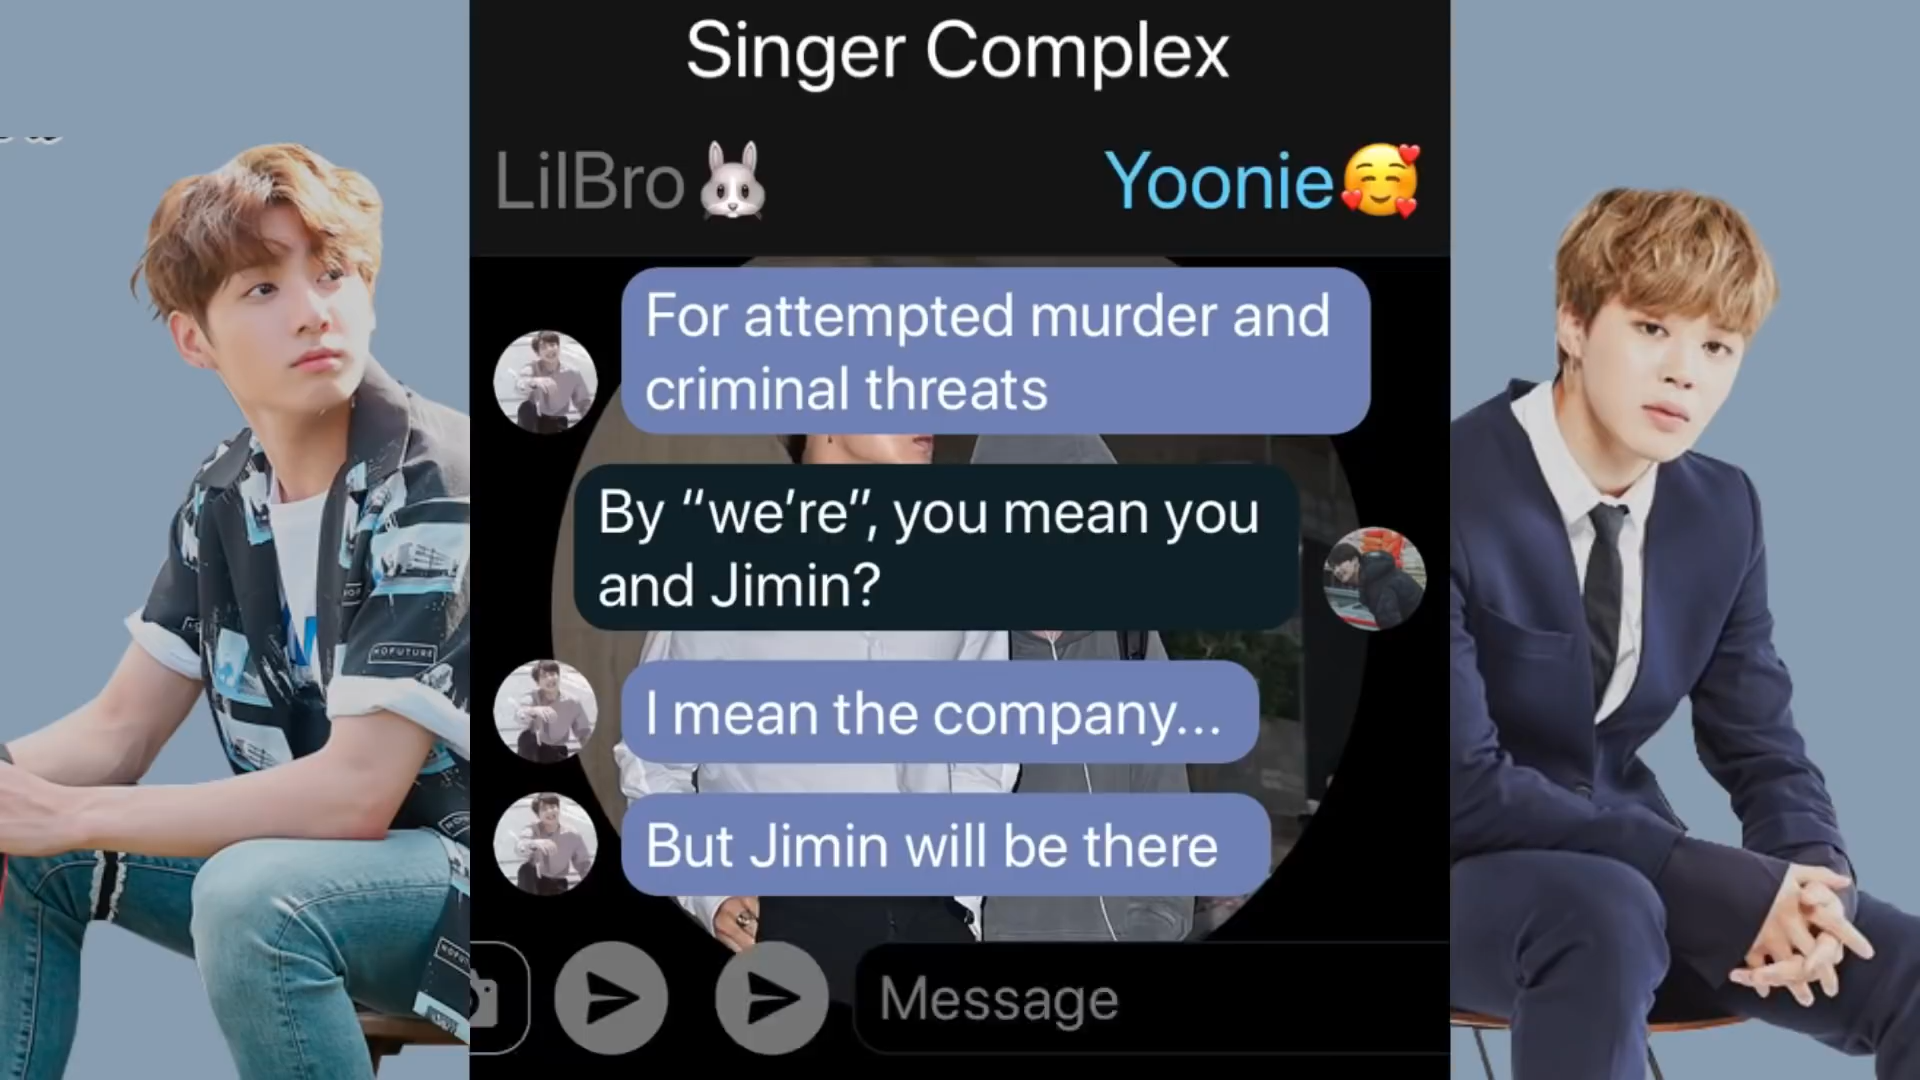 Singer Complex
LilBro🐰
Yoonie🥰
For attempted murder and
criminal threats
By “we’re”, you mean you
and Jimin?
I mean the company...
But Jimin will be there
Message
NOFUTURE